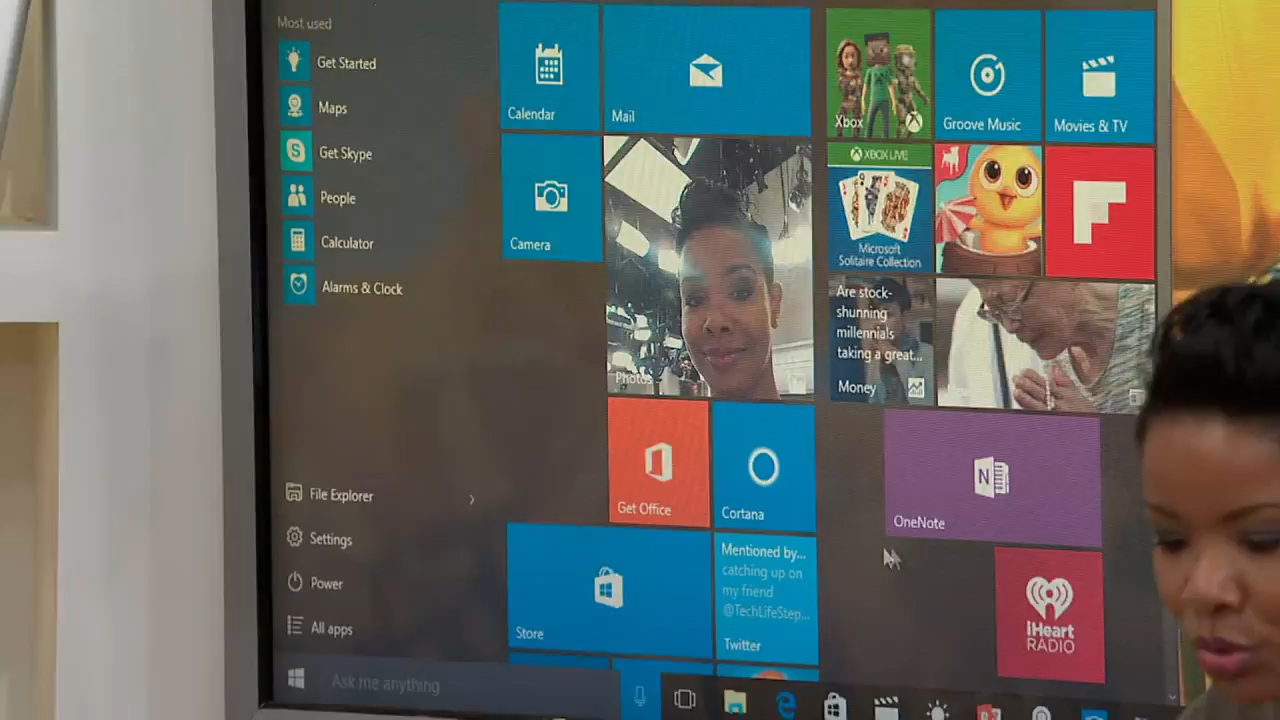 Most used
Get Started
Maps
Get Skype
People
Calculator
Alarms & Clock
File Explorer
Settings
Power
All apps
Ask me anything
Calendar
Mail
Camera
Photos
Get Office
Cortana
Store
Mentioned by...
catching up on
my friend
@TechLifeStep...
Twitter
Xbox
Groove Music
Movies & TV
XBOX LIVE
Microsoft
Solitaire Collection
Are stock-
shunning
millennials
taking a great...
Money
N
OneNote
iHeart
RADIO